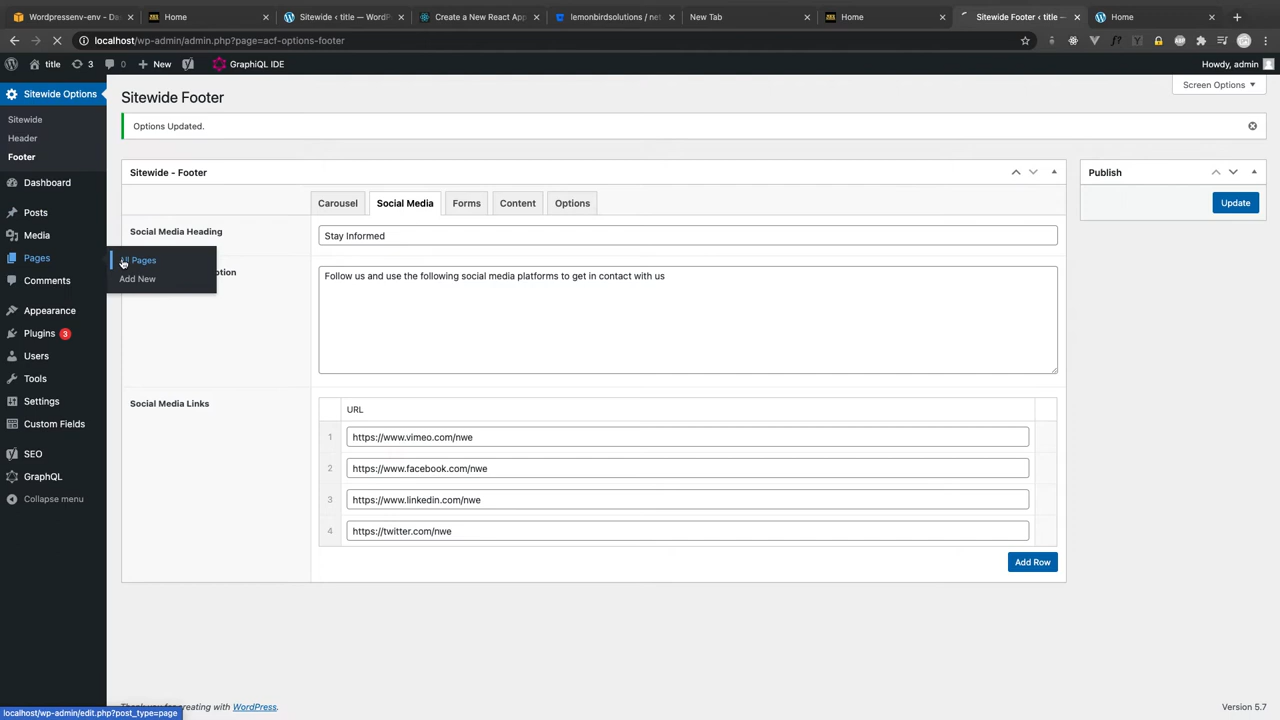 Wordpressenv-env - Da
Home
Sitewide ‹ title — WordP
Create a New React App
lemonbirdsolutions / net
New Tab
Home
Sitewide Footer ‹ title —
Home
localhost/wp-admin/admin.php?page=acf-options-footer
title
3
0
New
GraphiQL IDE
Howdy, admin
Sitewide Options
Sitewide
Header
Footer
Dashboard
Posts
Media
Pages
Comments
Appearance
Plugins 3
Users
Tools
Settings
Custom Fields
SEO
GraphQL
Collapse menu
All Pages
Add New
Screen Options
Sitewide Footer
Options Updated.
Sitewide - Footer
Carousel
Social Media
Forms
Content
Options
Social Media Heading
Stay Informed
Follow us and use the following social media platforms to get in contact with us
Social Media Links
URL
1 https://www.vimeo.com/nwe
2 https://www.facebook.com/nwe
3 https://www.linkedin.com/nwe
4 https://twitter.com/nwe
Add Row
Publish
Update
for creating with WordPress.
Version 5.7
localhost/wp-admin/edit.php?post_type=page